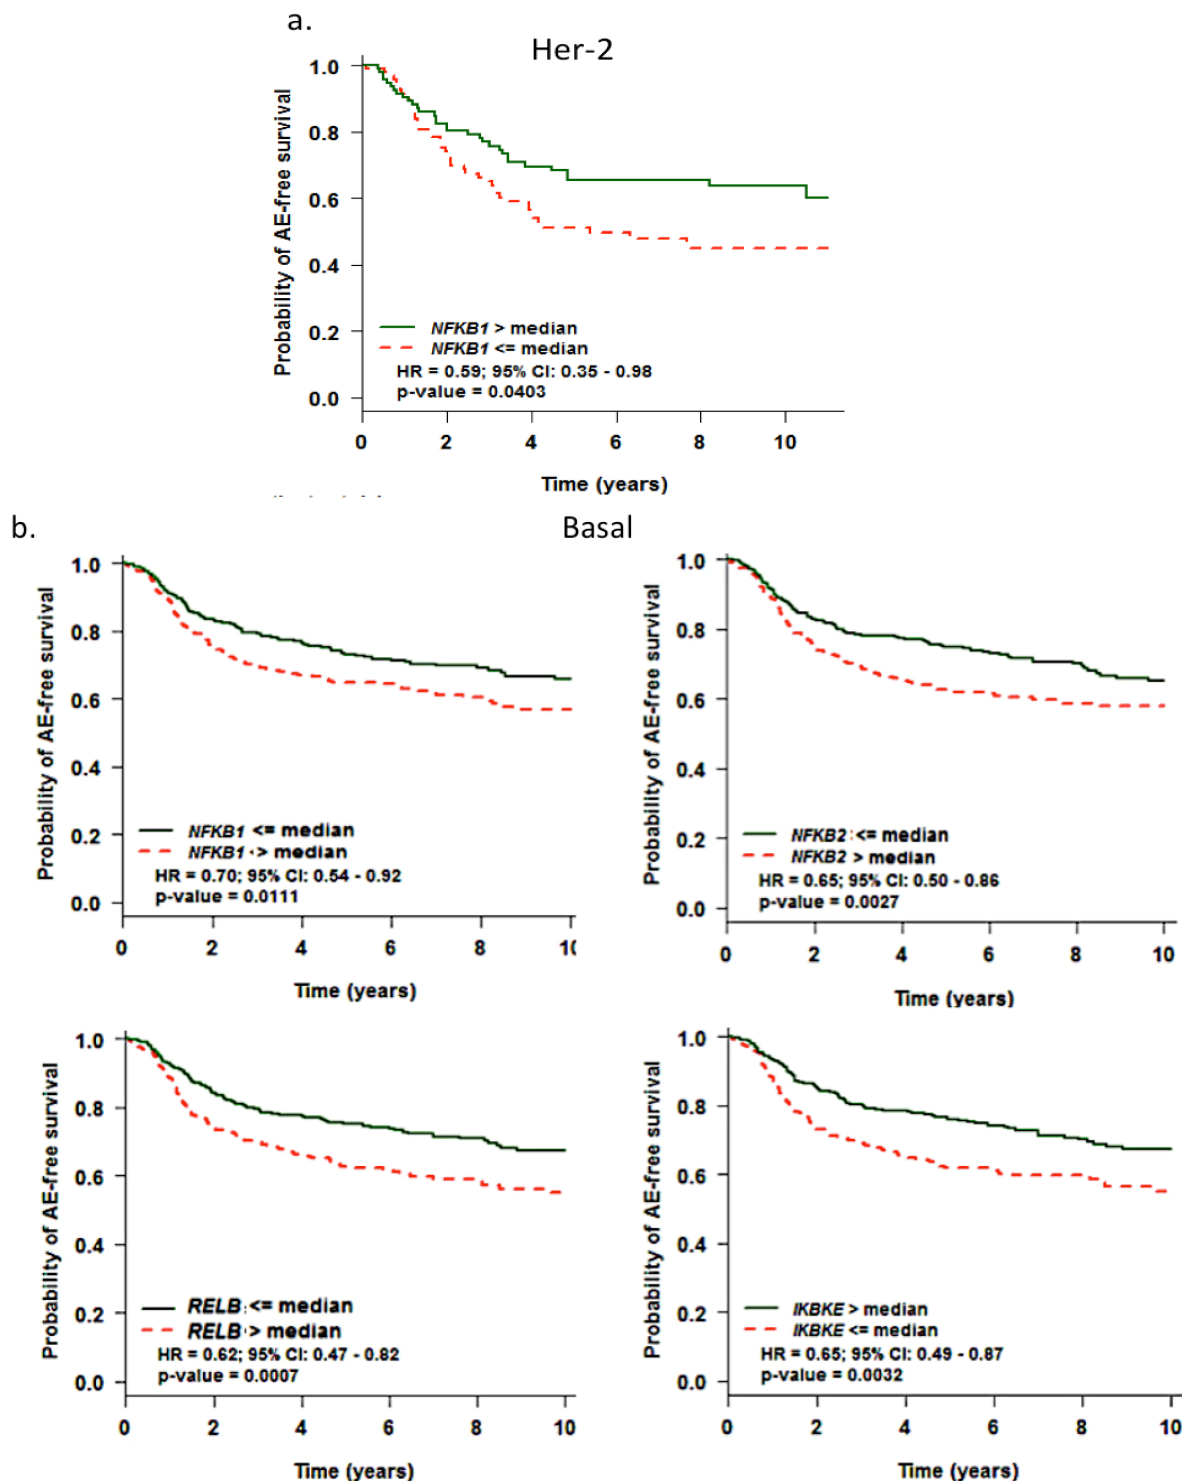 a.
Her-2
Probability of AE-free survival
1.0
0.8
0.6
0.4
0.2
0.0
NFKB1 > median
NFKB1 <= median
HR = 0.59; 95% CI: 0.35 - 0.98
p-value = 0.0403
0 2 4 6 8 10
Time (years)
b.
Basal
Probability of AE-free survival
1.0
0.8
0.6
0.4
0.2
0.0
NFKB1 <= median
NFKB1 > median
HR = 0.70; 95% CI: 0.54 - 0.92
p-value = 0.0111
0 2 4 6 8 10
Time (years)
Probability of AE-free survival
1.0
0.8
0.6
0.4
0.2
0.0
NFKB2 <= median
NFKB2 > median
HR = 0.65; 95% CI: 0.50 - 0.86
p-value = 0.0027
0 2 4 6 8 10
Time (years)
Probability of AE-free survival
1.0
0.8
0.6
0.4
0.2
0.0
RELB <= median
RELB > median
HR = 0.62; 95% CI: 0.47 - 0.82
p-value = 0.0007
0 2 4 6 8 10
Time (years)
Probability of AE-free survival
1.0
0.8
0.6
0.4
0.2
0.0
IKBKE > median
IKBKE <= median
HR = 0.65; 95% CI: 0.49 - 0.87
p-value = 0.0032
0 2 4 6 8 10
Time (years)